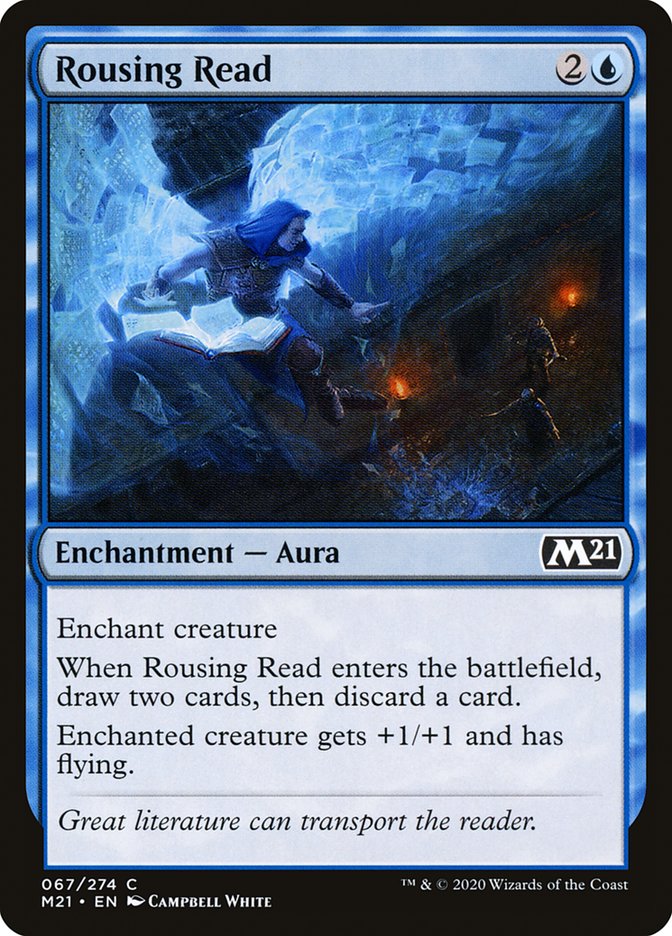 Rousing Read 2
Enchantment — Aura M21
Enchant creature
When Rousing Read enters the battlefield,
draw two cards, then discard a card.
Enchanted creature gets +1/+1 and has
flying.
Great literature can transport the reader.
067/274 C ™ & © 2020 Wizards of the Coast
M21 • EN Campbell White